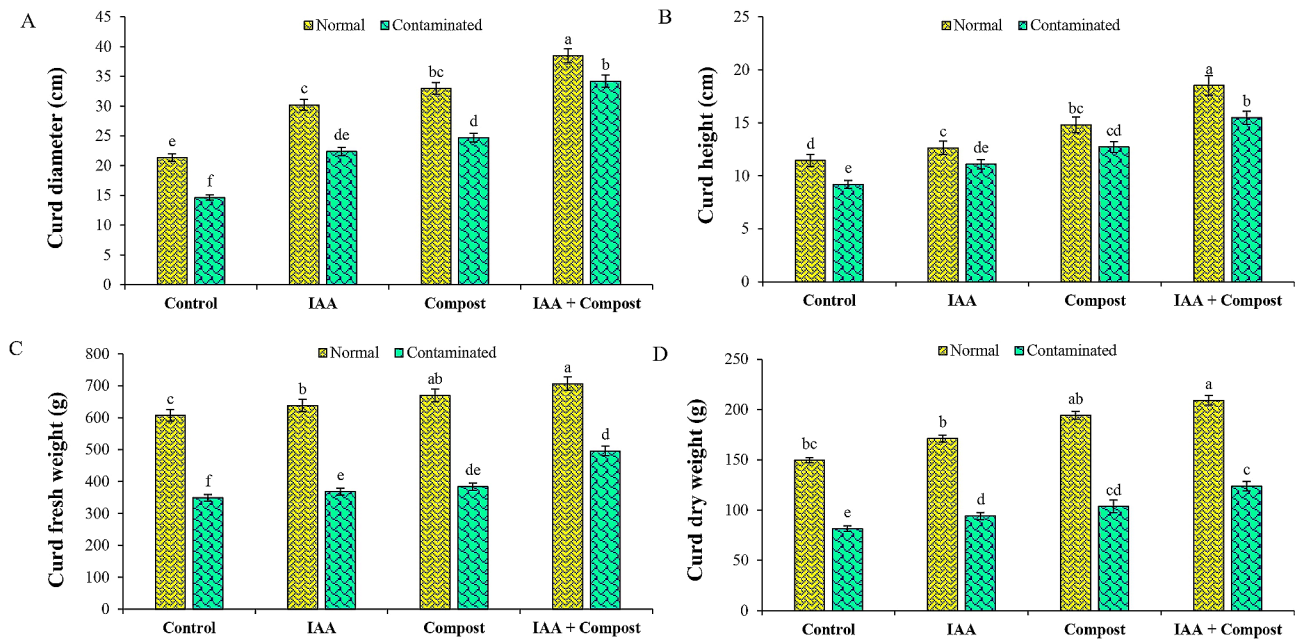 A
Normal Contaminated
Curd diameter (cm)
45
40
35
30
25
20
15
10
5
0
e
f
c
de
bc
d
a
b
Control IAA Compost IAA + Compost
B
Normal Contaminated
Curd height (cm)
25
20
15
10
5
0
d
e
c
de
bc
cd
a
b
Control IAA Compost IAA + Compost
C
Normal Contaminated
Curd fresh weight (g)
800
700
600
500
400
300
200
100
0
c
f
b
e
ab
de
a
d
Control IAA Compost IAA + Compost
D
Normal Contaminated
Curd dry weight (g)
250
200
150
100
50
0
bc
e
b
d
ab
cd
a
c
Control IAA Compost IAA + Compost